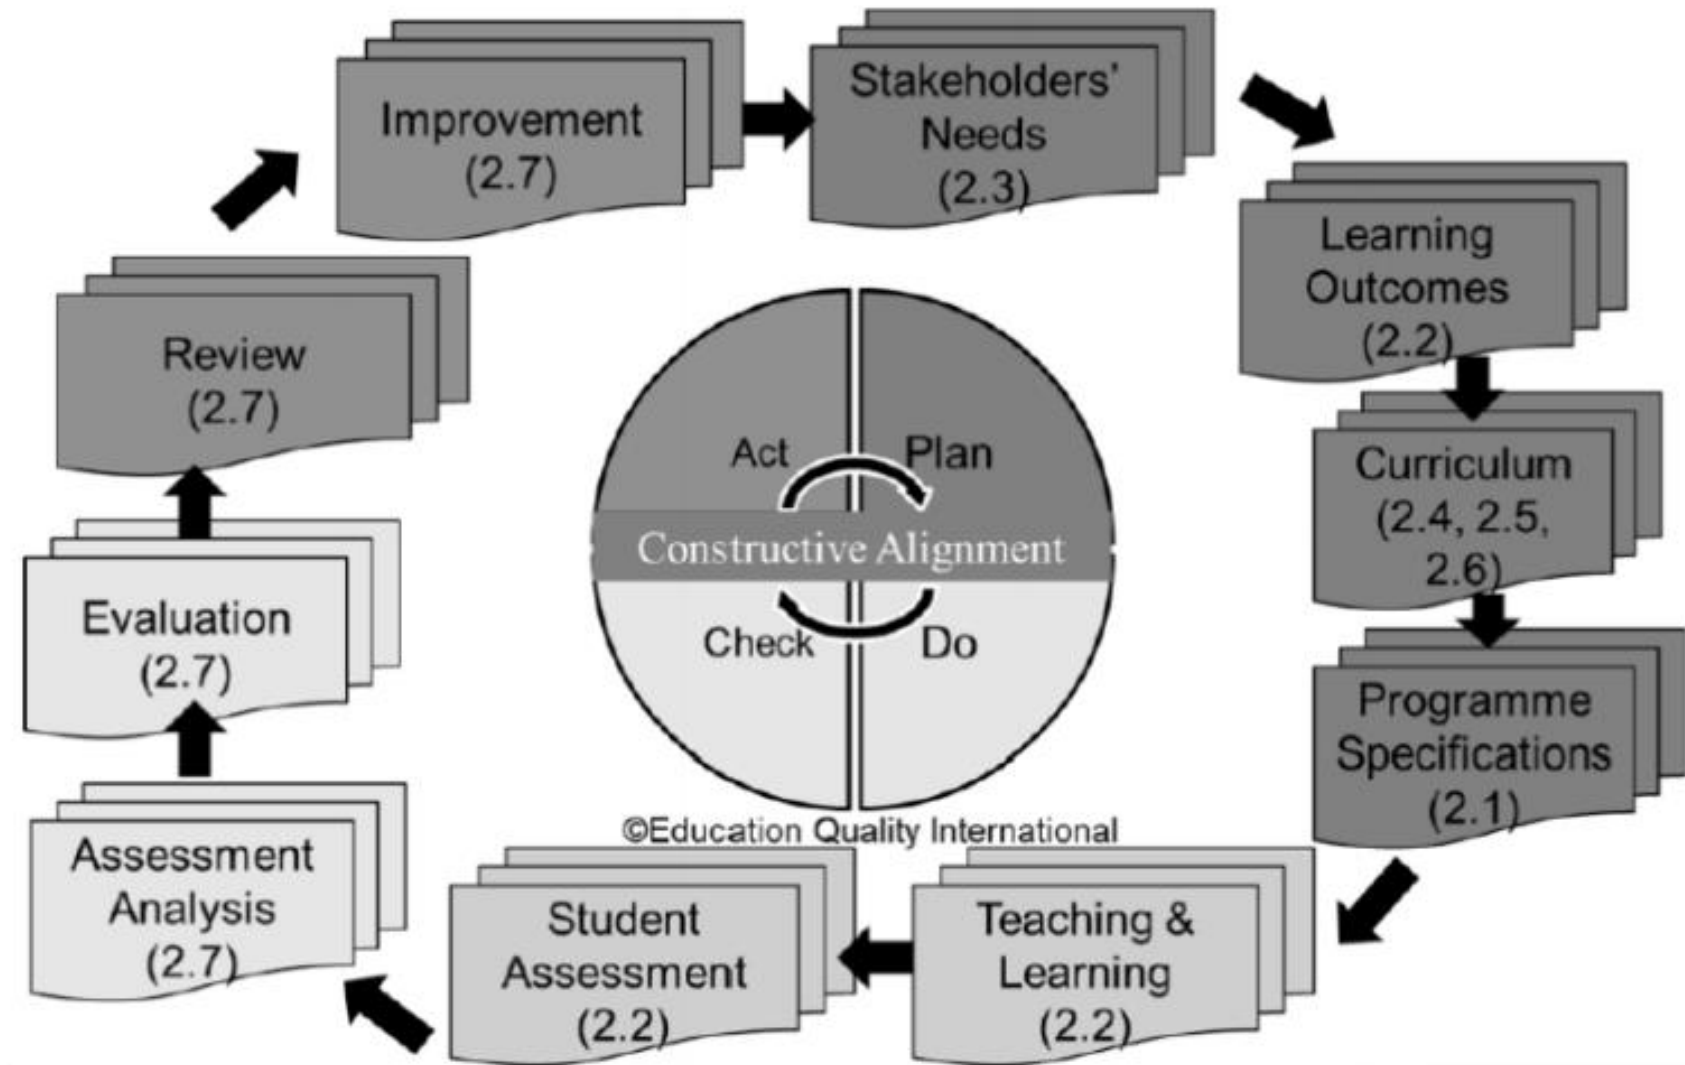 Improvement
(2.7)
Stakeholders'
Needs
(2.3)
Learning
Outcomes
(2.2)
Curriculum
(2.4, 2.5,
2.6)
Programme
Specifications
(2.1)
Teaching &
Learning
(2.2)
Student
Assessment
(2.2)
Assessment
Analysis
(2.7)
Evaluation
(2.7)
Review
(2.7)
Act
Plan
Constructive Alignment
Check
Do
©Education Quality International